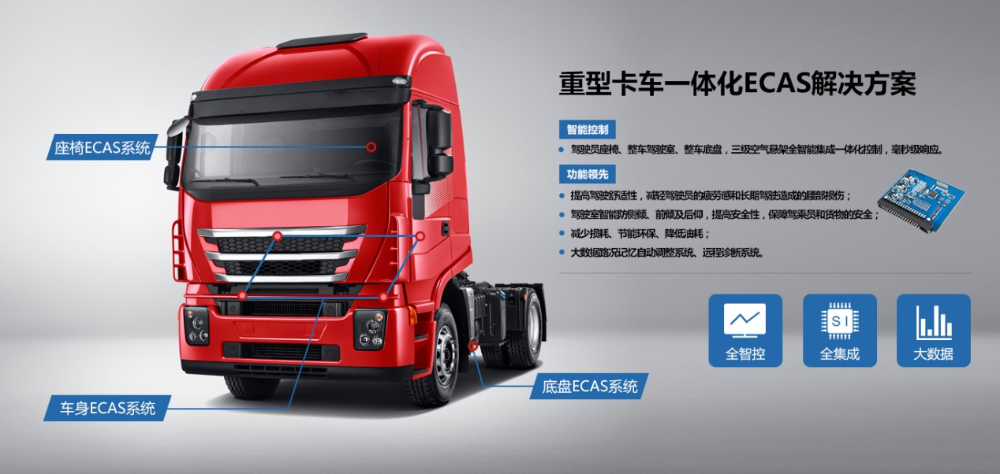 重型卡车一体化ECAS解决方案
智能控制
驾驶员座椅、整车驾驶室、整车底盘，三级空气悬架全智能集成一体化控制，毫秒级响应。
功能领先
提高驾驶舒适性，减轻驾驶员的疲劳感和长期驾驶造成的腰部损伤；
驾驶室智能防侧倾、前倾及后仰，提高安全性，保障驾乘员和货物的安全；
减少损耗、节能环保、降低油耗；
大数据路况记忆自动调整系统、远程诊断系统。
座椅ECAS系统
车身ECAS系统
底盘ECAS系统
全智控
SI
全集成
大数据